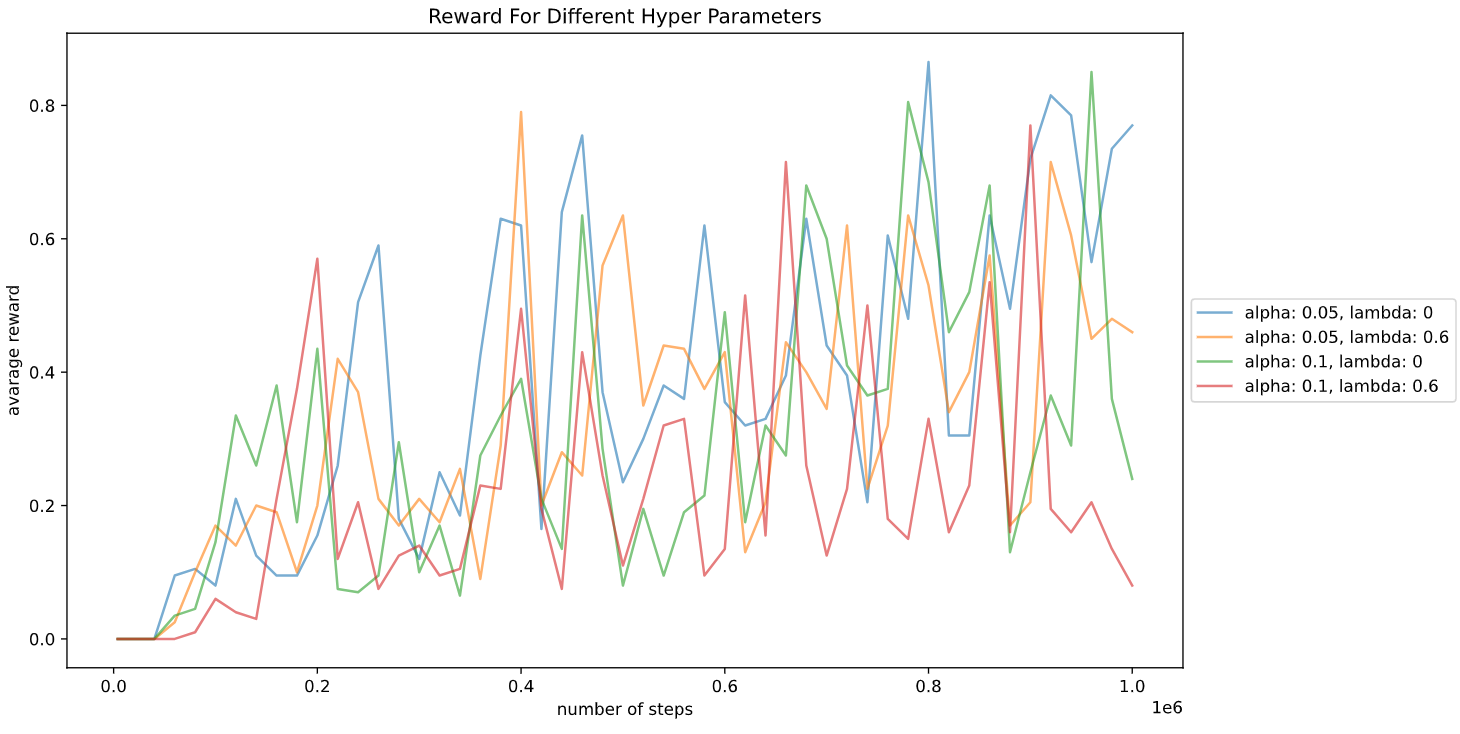 Reward For Different Hyper Parameters
avarage reward
0.8
0.6
0.4
0.2
0.0
0.0 0.2 0.4 0.6 0.8 1.0
1e6
number of steps
alpha: 0.05, lambda: 0
alpha: 0.05, lambda: 0.6
alpha: 0.1, lambda: 0
alpha: 0.1, lambda: 0.6